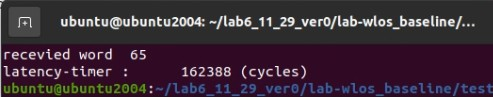 ubuntu@ubuntu2004: ~/lab6_11_29_ver0/lab-wlos_baseline/...
recevied word  65
latency-timer :      162388 (cycles)
ubuntu@ubuntu2004:~/lab6_11_29_ver0/lab-wlos_baseline/test